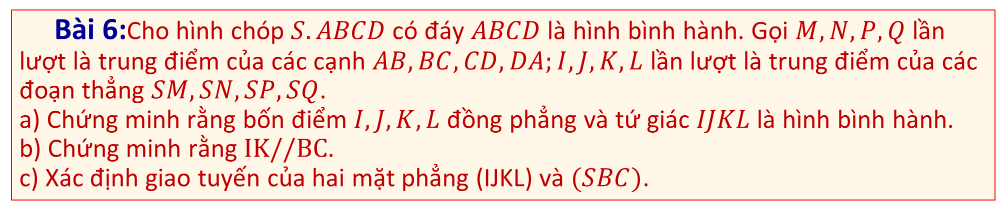 Bài 6:Cho hình chóp S. ABCD có đáy ABCD là hình bình hành. Gọi M, N, P, Q lần
lượt là trung điểm của các cạnh AB, BC, CD, DA; I, J, K, L lần lượt là trung điểm của các
đoạn thẳng SM, SN, SP, SQ.
a) Chứng minh rằng bốn điểm I, J, K, L đồng phẳng và tứ giác IJKL là hình bình hành.
b) Chứng minh rằng IK//BC.
c) Xác định giao tuyến của hai mặt phẳng (IJKL) và (SBC).